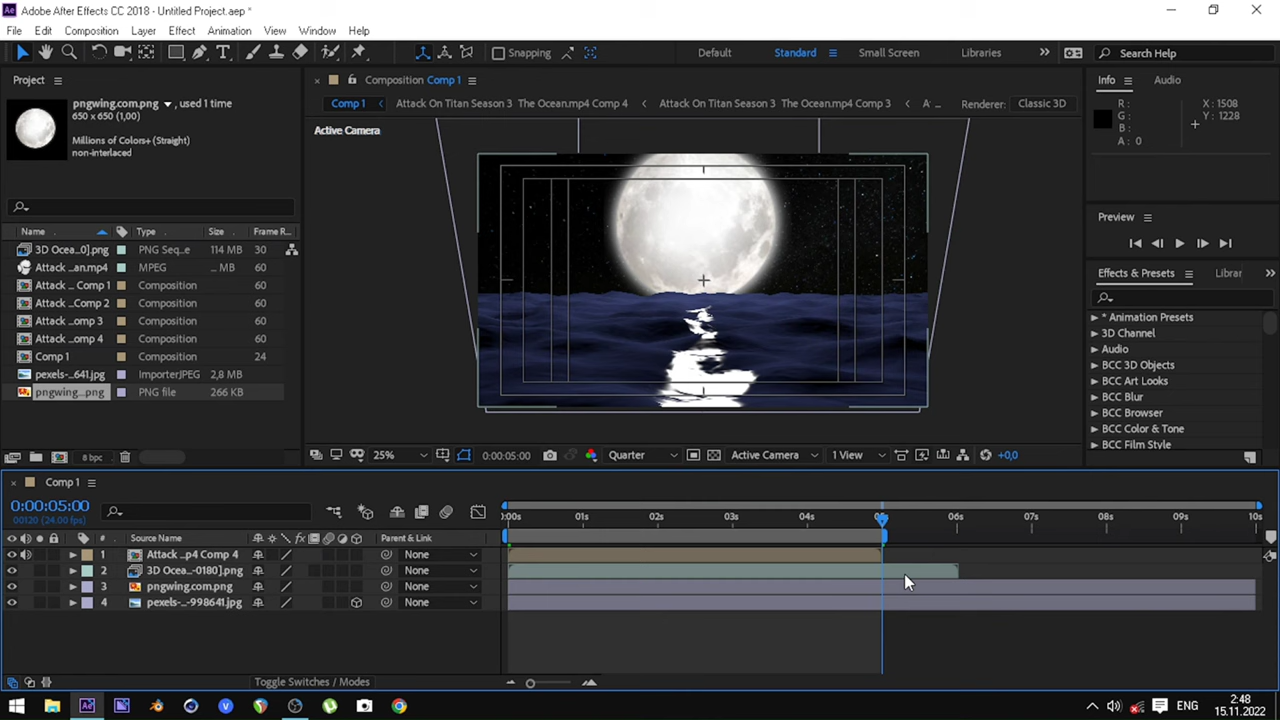 Ae Adobe After Effects CC 2018 - Untitled Project.aep *
File Edit Composition Layer Effect Animation View Window Help
Snapping Default Standard Small Screen Libraries Search Help
Project
pngwing.com.png , used 1 time
650 x 650 (1,00)
Millions of Colors+ (Straight)
non-interlaced
Name Type Size Frame R..
3D Ocea...0].png PNG Seq...e 114 MB 30
Attack ...an.mp4 MPEG ... MB 60
Attack ... Comp 1 Composition 60
Attack ...Comp 2 Composition 60
Attack ...omp 3 Composition 60
Attack ...omp 4 Composition 60
Comp 1 Composition 24
pexels-...641.jpg ImporterJPEG 2,8 MB
pngwing...png PNG file 266 KB
8 bpc
Composition Comp 1
Comp 1 Attack On Titan Season 3 The Ocean.mp4 Comp 4 Attack On Titan Season 3 The Ocean.mp4 Comp 3 A ... Renderer: Classic 3D
Active Camera
25% 0:00:05:00 Quarter Active Camera 1 View +0,0
Info Audio
R: X: 1508
G: Y: 1228
B:
A: 0
Preview
Effects & Presets Librar
* Animation Presets
3D Channel
Audio
BCC 3D Objects
BCC Art Looks
BCC Blur
BCC Browser
BCC Color & Tone
BCC Film Style
Comp 1
0:00:05:00
00120 (24.00 fps)
:00s 01s 02s 03s 04s 05s 06s 07s 08s 09s 10s
# Source Name Parent & Link
1 Attack ...p4 Comp 4 None
2 3D Ocea...-0180].png None
3 pngwing.com.png None
4 pexels-...-998641.jpg None
Toggle Switches / Modes
ENG
2:48
15.11.2022